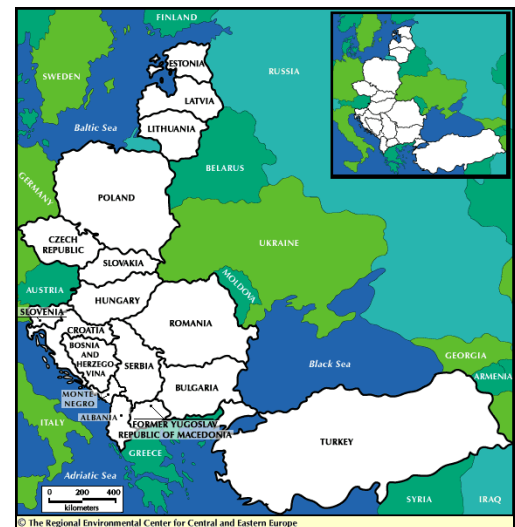 FINLAND
SWEDEN
ESTONIA
RUSSIA
LATVIA
Baltic Sea
LITHUANIA
BELARUS
GERMANY
POLAND
CZECH
REPUBLIC
UKRAINE
SLOVAKIA
MOLDOVA
AUSTRIA
HUNGARY
SLOVENIA
ROMANIA
CROATIA
BOSNIA
AND
HERZEGO
VINA
SERBIA
Black Sea
GEORGIA
ARMENIA
BULGARIA
MONTE-
NEGRO
ALBANIA
ITALY
FORMER YUGOSLAV
REPUBLIC OF MACEDONIA
TURKEY
GREECE
Adriatic Sea
0 200 400
kilometers
SYRIA
IRAQ
© The Regional Environmental Center for Central and Eastern Europe